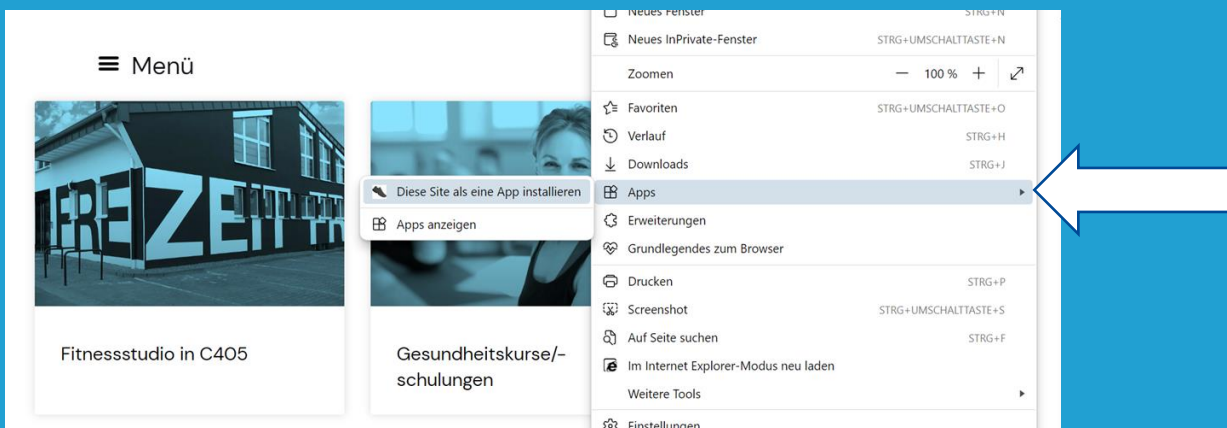 Neues Fenster STRG+N
Neues InPrivate-Fenster STRG+UMSCHALTTASTE+N
Zoomen — 100 % +
Favoriten STRG+UMSCHALTTASTE+O
Verlauf STRG+H
Downloads STRG+J
Apps
Erweiterungen
Grundlegendes zum Browser
Drucken STRG+P
Screenshot STRG+UMSCHALTTASTE+S
Auf Seite suchen STRG+F
Im Internet Explorer-Modus neu laden
Weitere Tools
Einstellungen
Diese Site als eine App installieren
Apps anzeigen
Menü
FREIZEIT
Fitnessstudio in C405
Gesundheitskurse/-
schulungen